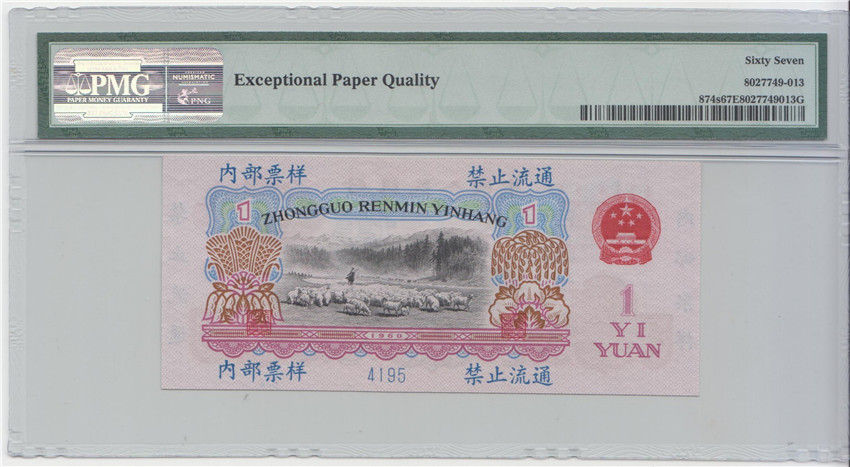 PMG
PAPER MONEY GUARANTY
NUMISMATIC
PNG
Exceptional Paper Quality
Sixty Seven
8027749-013
874s67E8027749013G
内部票样 禁止流通
1 ZHONGGUO RENMIN YINHANG 1
1
YI
YUAN
1960
内部票样 4195 禁止流通